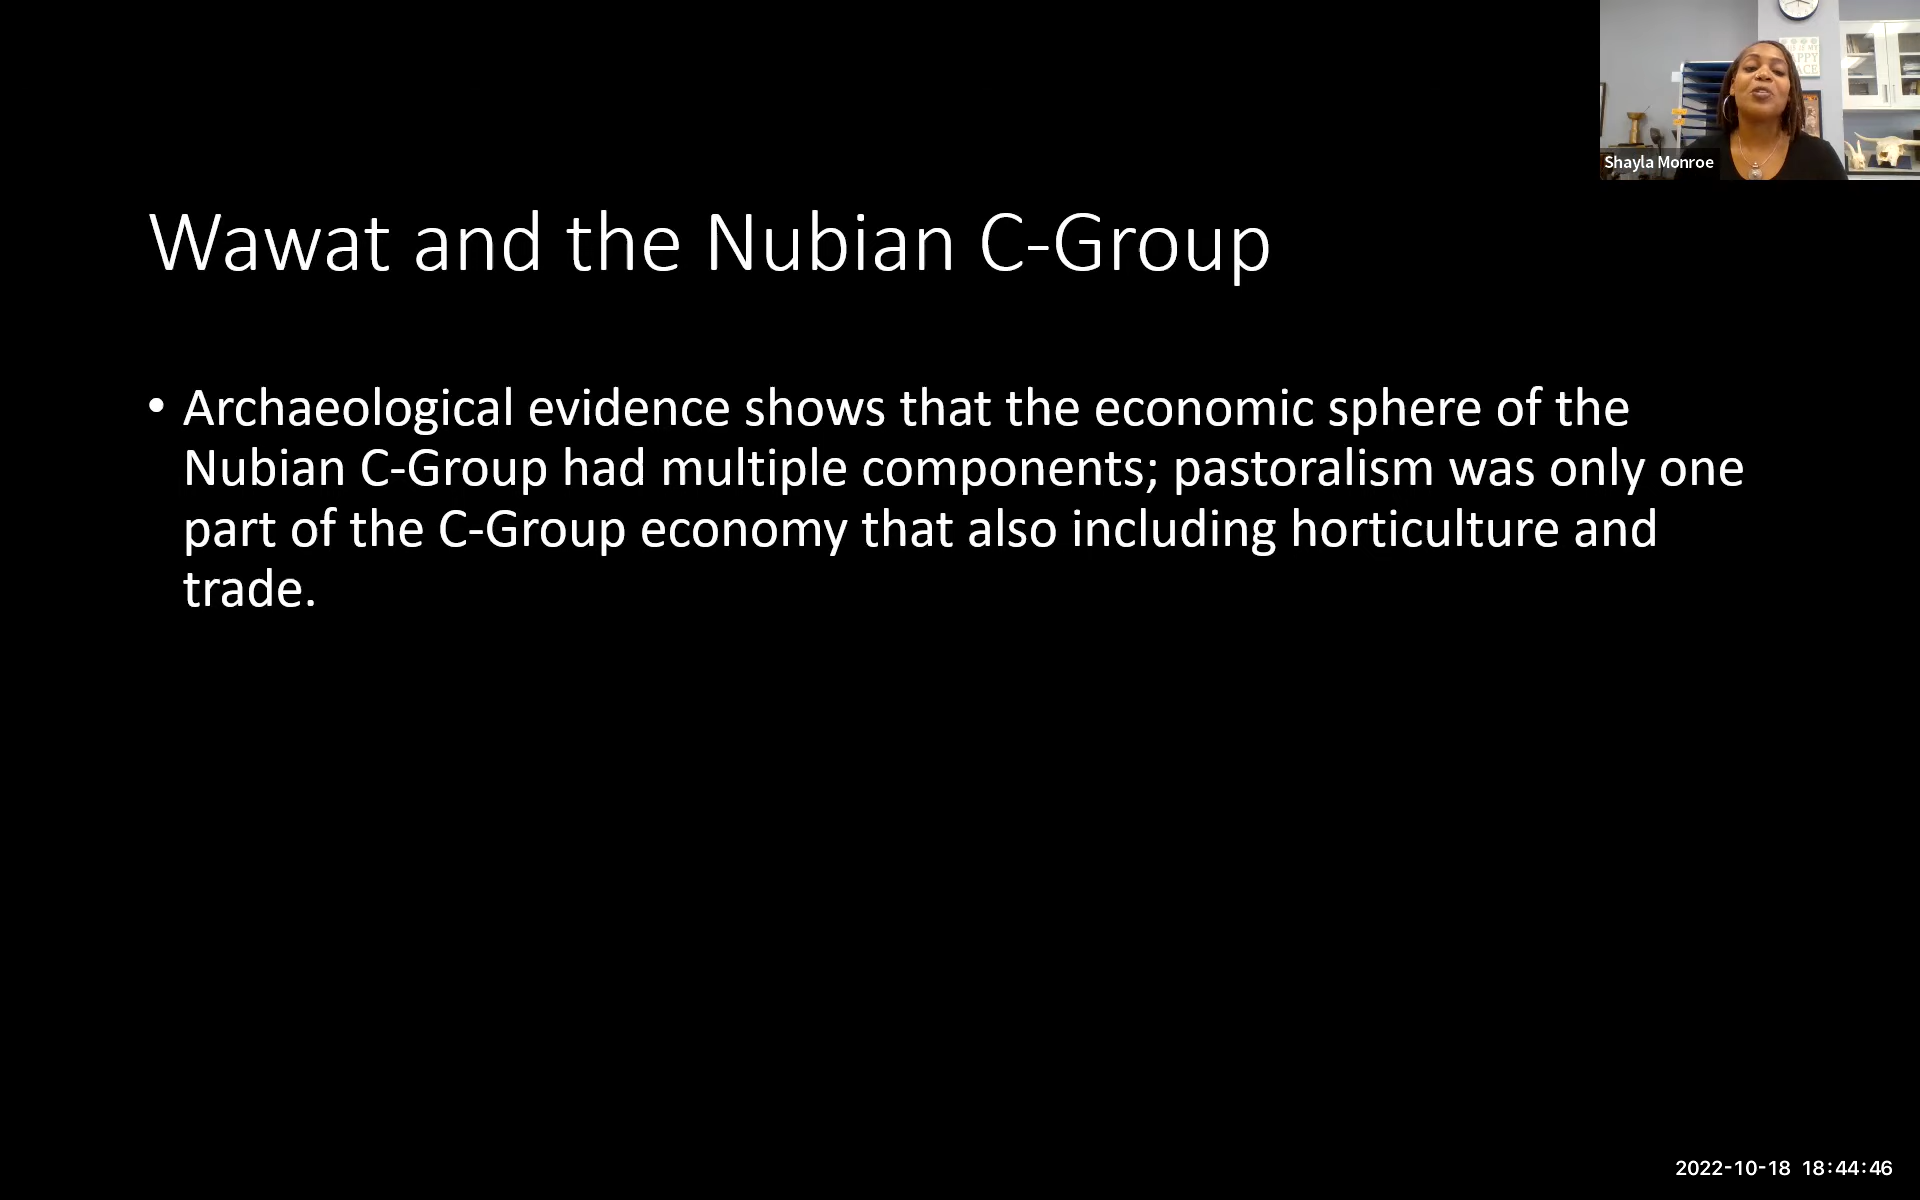 Shayla Monroe
Wawat and the Nubian C-Group
• Archaeological evidence shows that the economic sphere of the
Nubian C-Group had multiple components; pastoralism was only one
part of the C-Group economy that also including horticulture and
trade.
2022-10-18 18:44:46